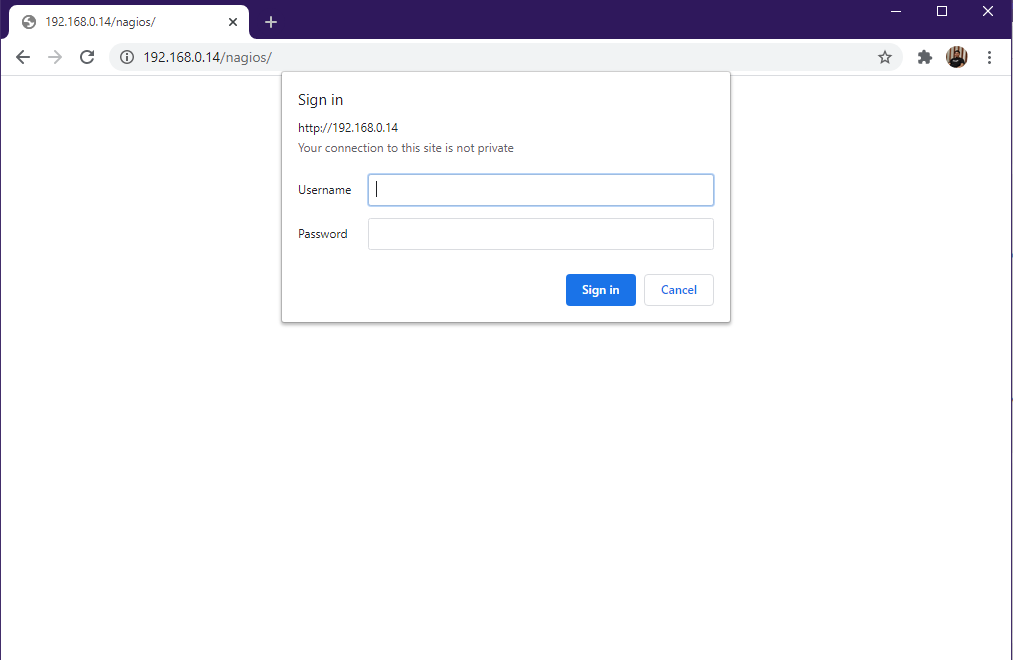 192.168.0.14/nagios/
192.168.0.14/nagios/
Sign in
http://192.168.0.14
Your connection to this site is not private
Username
Password
Sign in
Cancel